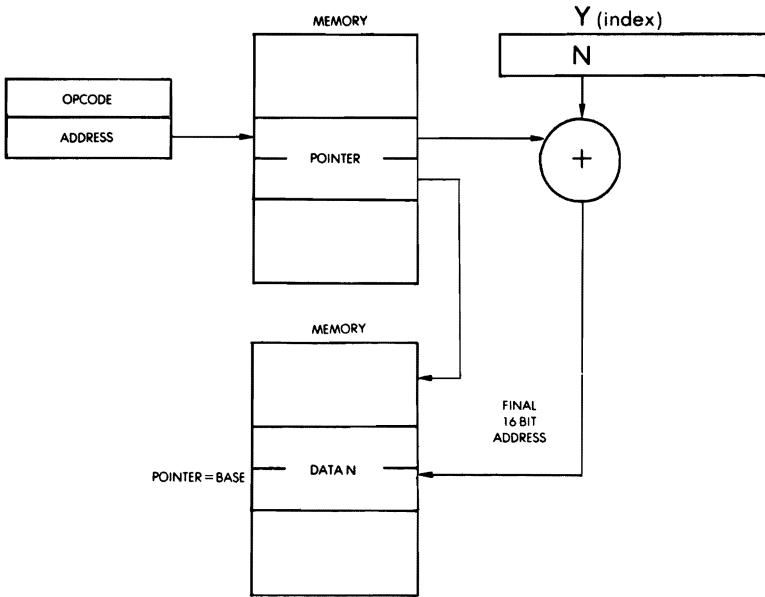 MEMORY
Y (index)
N
OPCODE
ADDRESS
POINTER
+
MEMORY
FINAL
16 BIT
ADDRESS
POINTER = BASE
DATA N